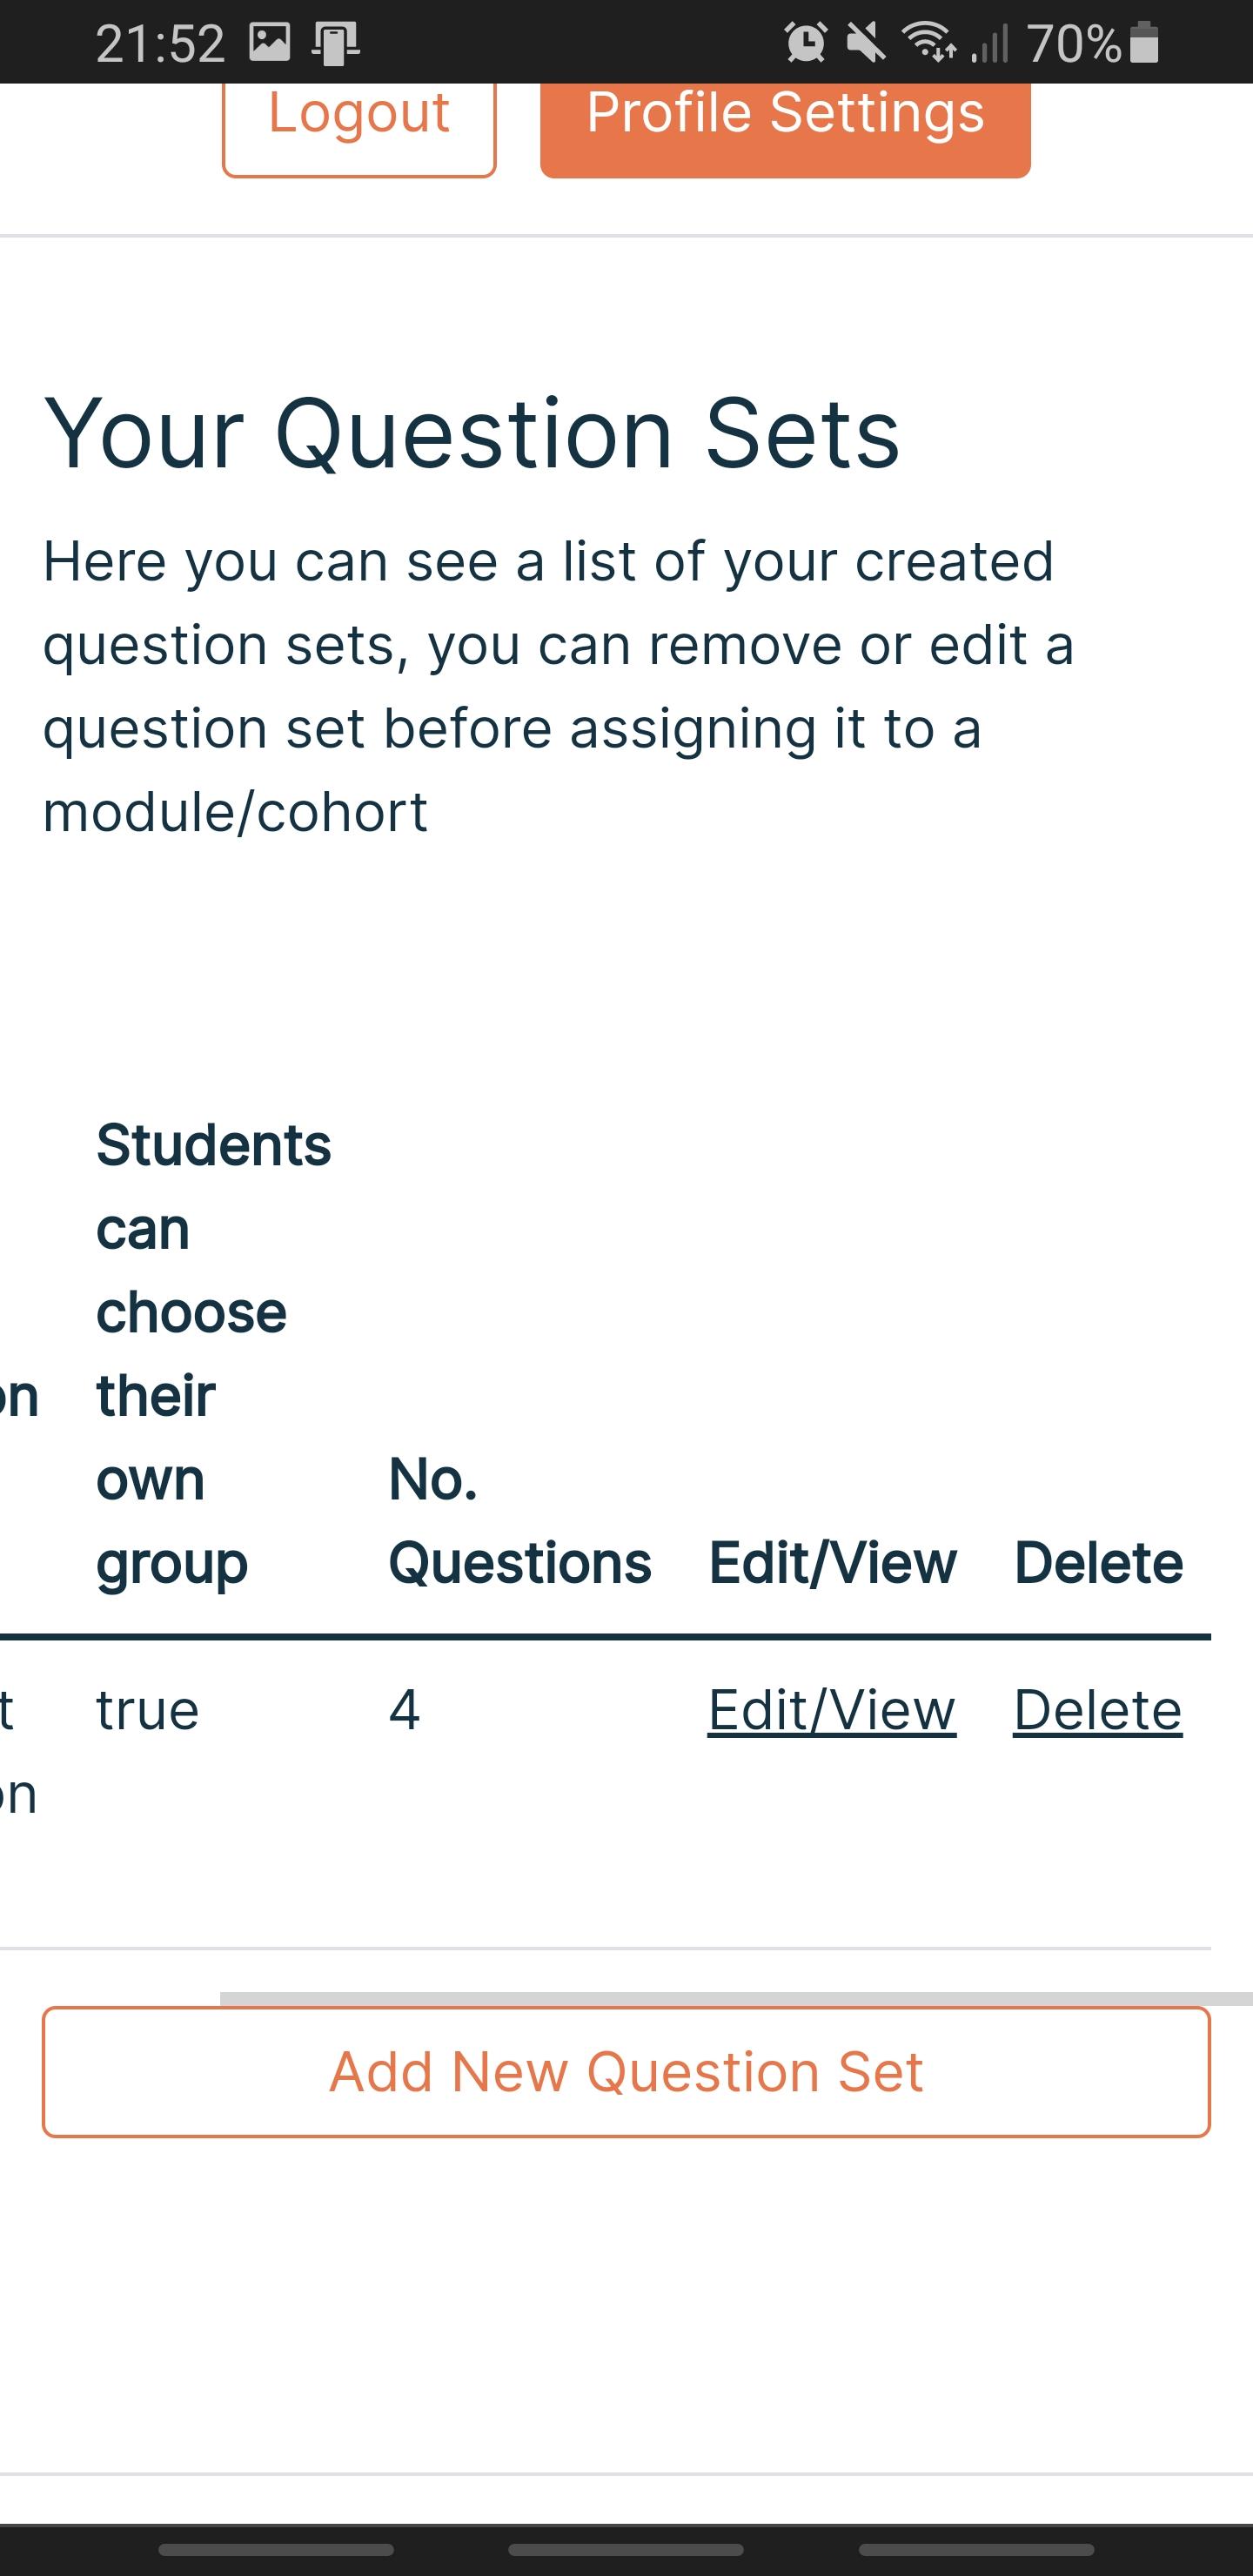 21:52
70%
Logout
Profile Settings
Your Question Sets
Here you can see a list of your created
question sets, you can remove or edit a
question set before assigning it to a
module/cohort
Students
can
choose
on their
own No.
group Questions Edit/View Delete
t true 4 Edit/View Delete
on
Add New Question Set